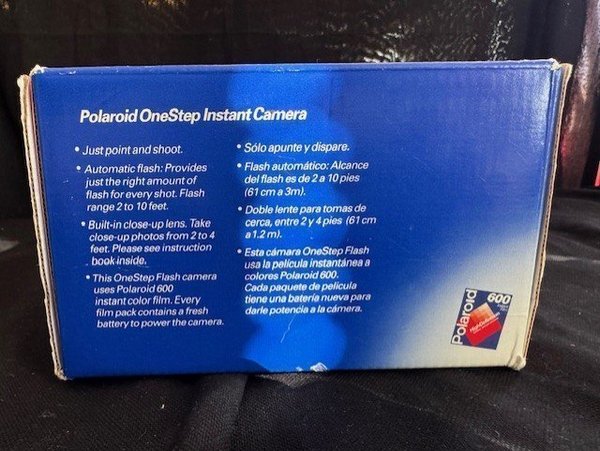 Polaroid OneStep Instant Camera
• Just point and shoot.
• Automatic flash: Provides
just the right amount of
flash for every shot. Flash
range 2 to 10 feet.
• Built-in close-up lens. Take
close-up photos from 2 to 4
feet. Please see instruction
book inside.
• This OneStep Flash camera
uses Polaroid 600
instant color film. Every
film pack contains a fresh
battery to power the camera.
• Sólo apunte y dispare.
• Flash automático: Alcance
del flash es de 2 a 10 pies
(61 cm a 3m).
• Doble lente para tomas de
cerca, entre 2 y 4 pies (61 cm
a 1.2 m).
• Esta cámara OneStep Flash
usa la película instantánea a
colores Polaroid 600.
Cada paquete de película
tiene una batería nueva para
darle potencia a la cámara.
Polaroid
600
HighDefinition